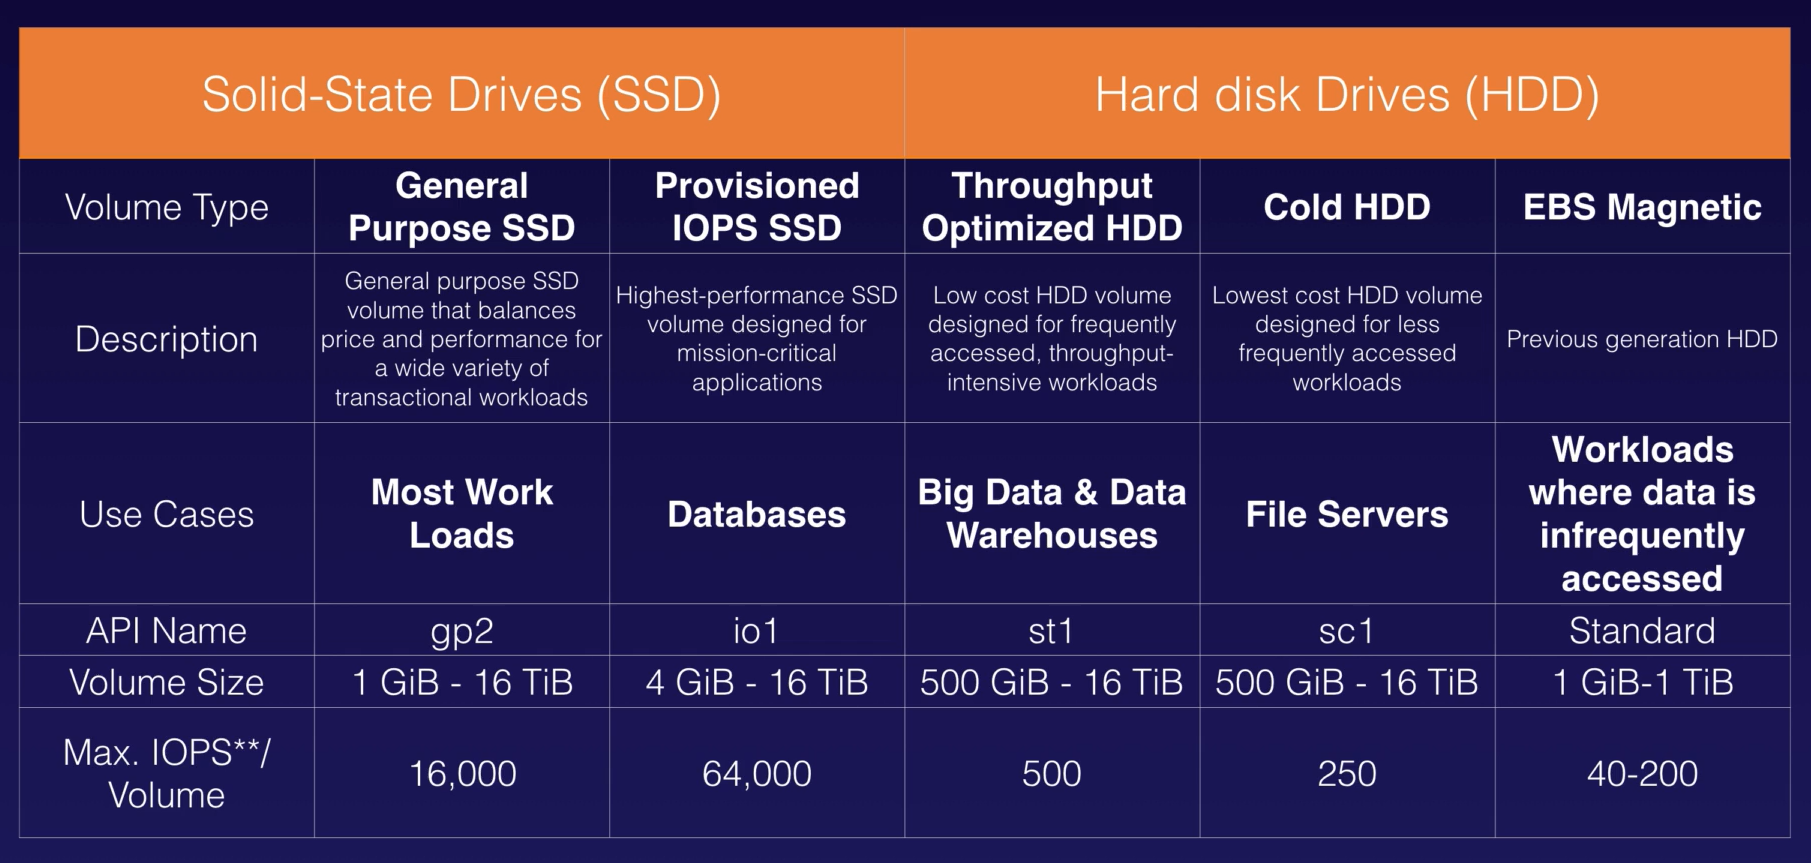 Solid-State Drives (SSD)
Hard disk Drives (HDD)
Volume Type
General
Purpose SSD
Provisioned
IOPS SSD
Throughput
Optimized HDD
Cold HDD
EBS Magnetic
Description
General purpose SSD
volume that balances
price and performance for
a wide variety of
transactional workloads
Highest-performance SSD
volume designed for
mission-critical
applications
Low cost HDD volume
designed for frequently
accessed, throughput-
intensive workloads
Lowest cost HDD volume
designed for less
frequently accessed
workloads
Previous generation HDD
Use Cases
Most Work
Loads
Databases
Big Data & Data
Warehouses
File Servers
Workloads
where data is
infrequently
accessed
API Name
gp2
io1
st1
sc1
Standard
Volume Size
1 GiB - 16 TiB
4 GiB - 16 TiB
500 GiB - 16 TiB
500 GiB - 16 TiB
1 GiB-1 TiB
Max. IOPS**/
Volume
16,000
64,000
500
250
40-200